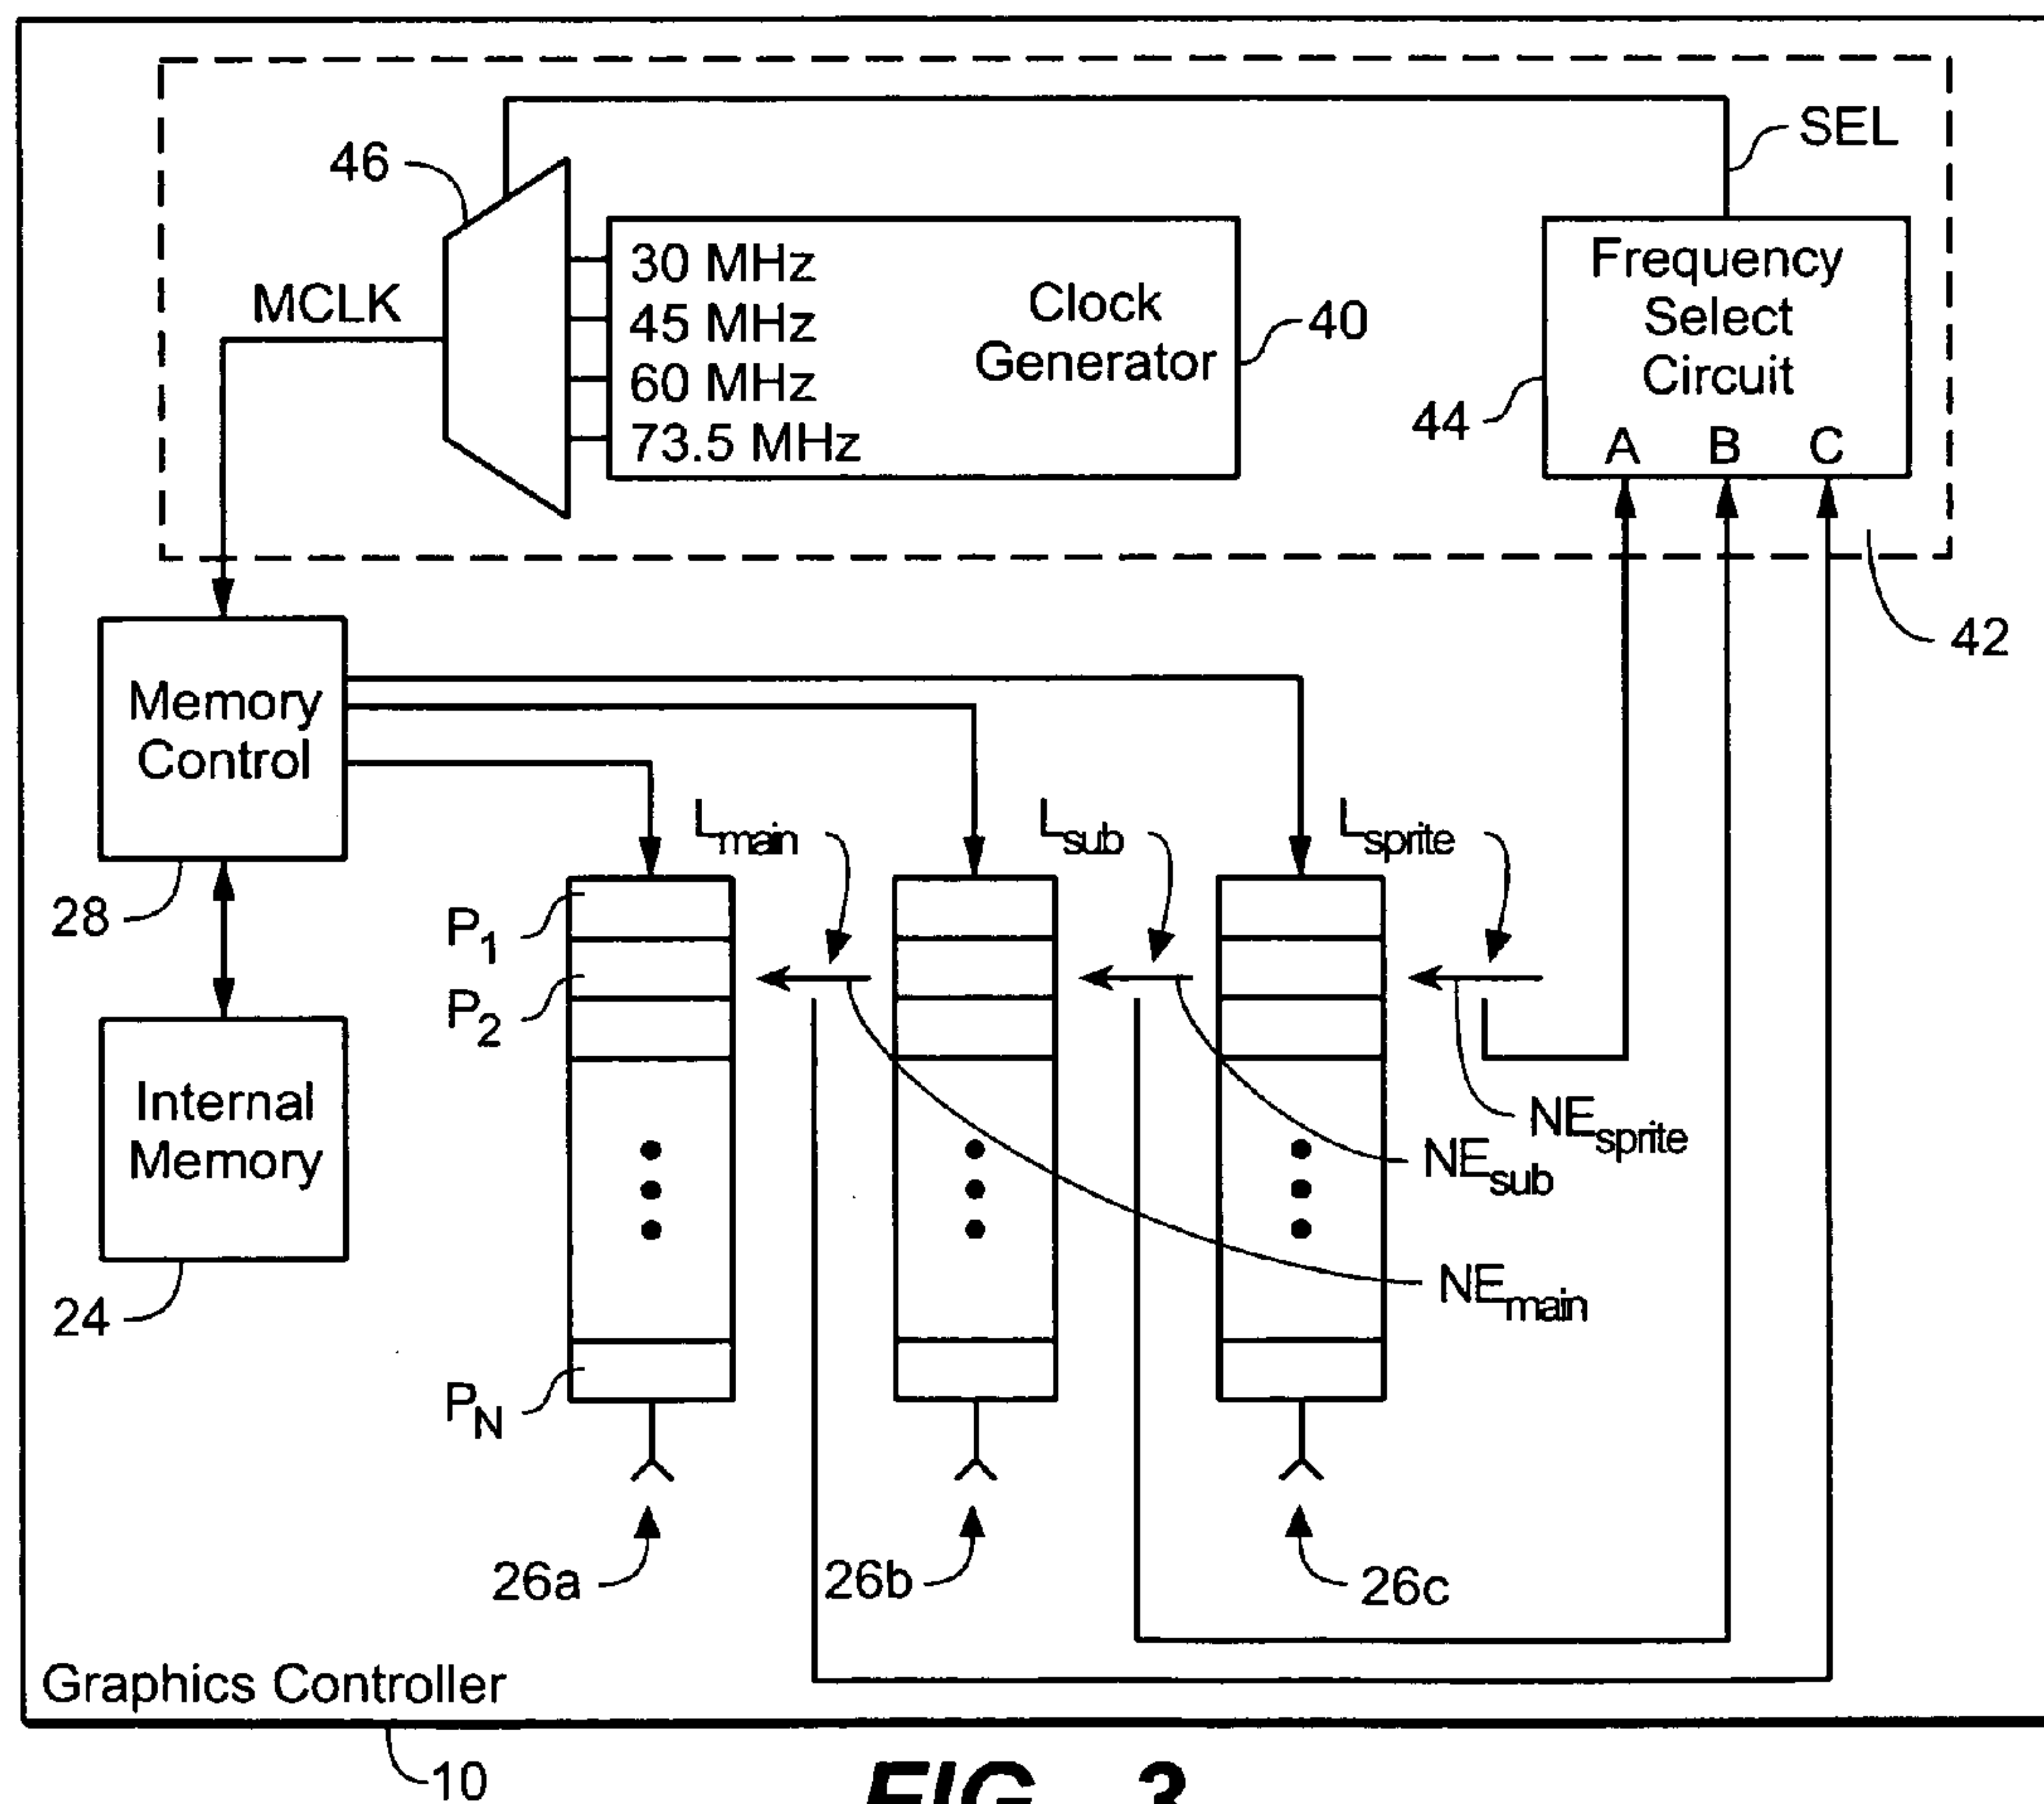 SEL
46
30 MHz
45 MHz
60 MHz
73.5 MHz
Clock
Generator
40
Frequency
Select
Circuit
A B C
44
MCLK
42
Memory
Control
28
Internal
Memory
24
Lmain
Lsub
Lsprite
P1
P2
PN
NEsprite
NEsub
NEmain
26a
26b
26c
Graphics Controller
10
FIG. 3